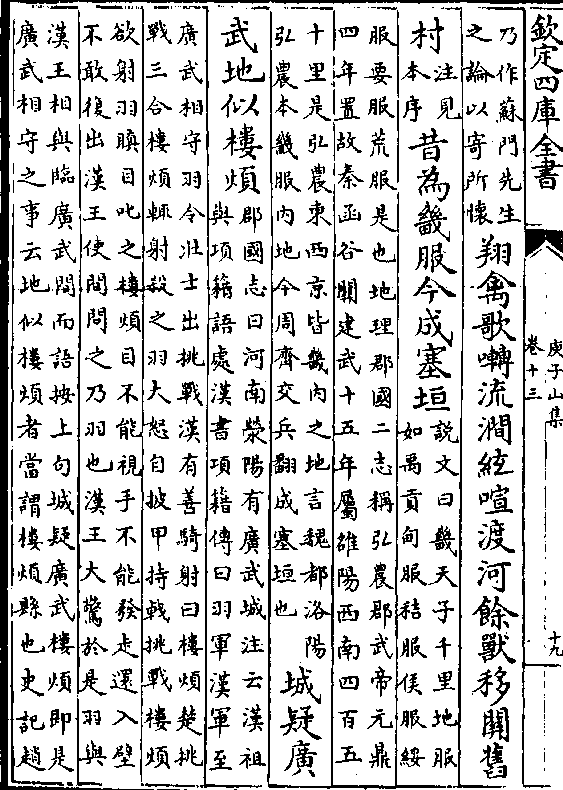 欽定四庫全書
庚子山集
卷十三
十九
乃作蘇門先生
之論以寄所懷
翔禽歌囀流澗絃喧渡河餘獸移關舊
村
注見
本序
昔為畿服今成塞垣
說文曰畿天子千里地服
如禹貢甸服秸服侯服綏
服要服荒服是也地理郡國二志稱弘農郡武帝元鼎
四年置故秦函谷關建武十五年屬雒陽西南四百五
十里是弘農東西京皆畿内之地言魏都洛陽
弘農本畿服内地今周齊交兵翻成塞垣也
城疑廣
武地似樓煩
郡國志曰河南滎陽有廣武城注云漢祖
與項籍語處漢書項籍傳曰羽軍漢軍至
廣武相守羽令壯士出挑戰漢有善騎射曰樓煩楚挑
戰三合樓煩輒射殺之羽大怒自披甲持戟挑戰樓煩
欲射羽瞋目叱之樓煩目不能視手不能發走還入壁
不敢復出漢王使間問之乃羽也漢王大驚於是羽與
漢王相與臨廣武間而語按上句城疑廣武樓煩即是
廣武相守之事云地似樓煩者當謂樓煩縣也史記趙